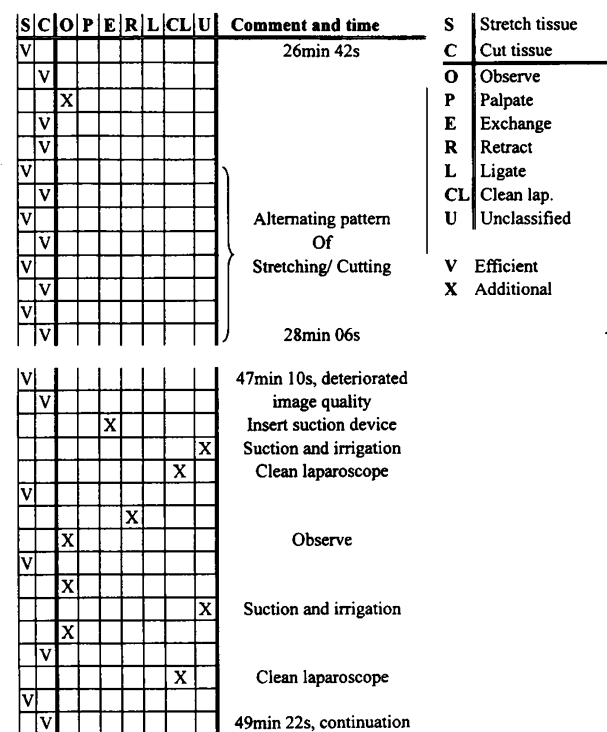 S C O P E R L CL U Comment and time
V 26min 42s
V
X
V
V
V
V
V Alternating pattern
V Of
V Stretching/ Cutting
V
V
V 28min 06s
V 47min 10s, deteriorated
V image quality
X Insert suction device
X Suction and irrigation
X Clean laparoscope
V
X
X Observe
V
X
X Suction and irrigation
X
V
X Clean laparoscope
V
V 49min 22s, continuation
S Stretch tissue
C Cut tissue
O Observe
P Palpate
E Exchange
R Retract
L Ligate
CL Clean lap.
U Unclassified
V Efficient
X Additional